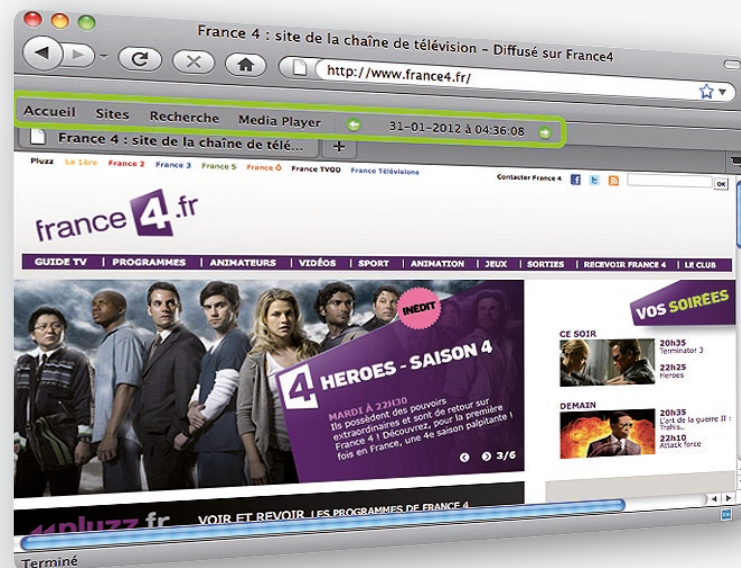 France 4 : site de la chaîne de télévision – Diffusé sur France4
http://www.france4.fr/
Accueil Sites Recherche Media Player 31-01-2012 à 04:36:08
France 4 : site de la chaîne de télé... +
Pluzz La 1ère France 2 France 3 France 5 France Ô France TVOD France Télévisions Contacter France 4 OK
france 4.fr
GUIDE TV | PROGRAMMES | ANIMATEURS | VIDÉOS | SPORT | ANIMATION | JEUX | SORTIES | RECEVOIR FRANCE 4 | LE CLUB
INEDIT
4 HEROES - SAISON 4
MARDI À 22H30
Ils possèdent des pouvoirs
extraordinaires et sont de retour sur
France 4 ! Découvrez, pour la première
fois en France, une 4e saison palpitante !
3/6
VOS SOIRÉES
CE SOIR
20h35
Terminator 3
22h25
Heroes
DEMAIN
20h35
L'art de la guerre II :
Trahis..
22h10
Attack force
pluzz.fr VOIR ET REVOIR LES PROGRAMMES DE FRANCE 4
Terminé